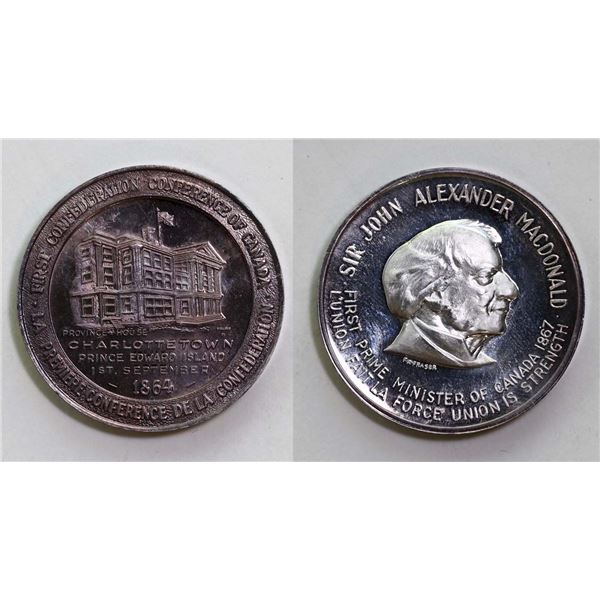 FIRST CONFEDERATION CONFERENCE OF CANADA
LA PREMIERE CONFERENCE DE LA CONFEDERATION
PROVINCE HOUSE
CHARLOTTETOWN
PRINCE EDWARD ISLAND
1ST. SEPTEMBER
1864
SIR JOHN ALEXANDER MACDONALD
FIRST PRIME MINISTER OF CANADA 1867
L'UNION FAIT LA FORCE UNION IS STRENGTH